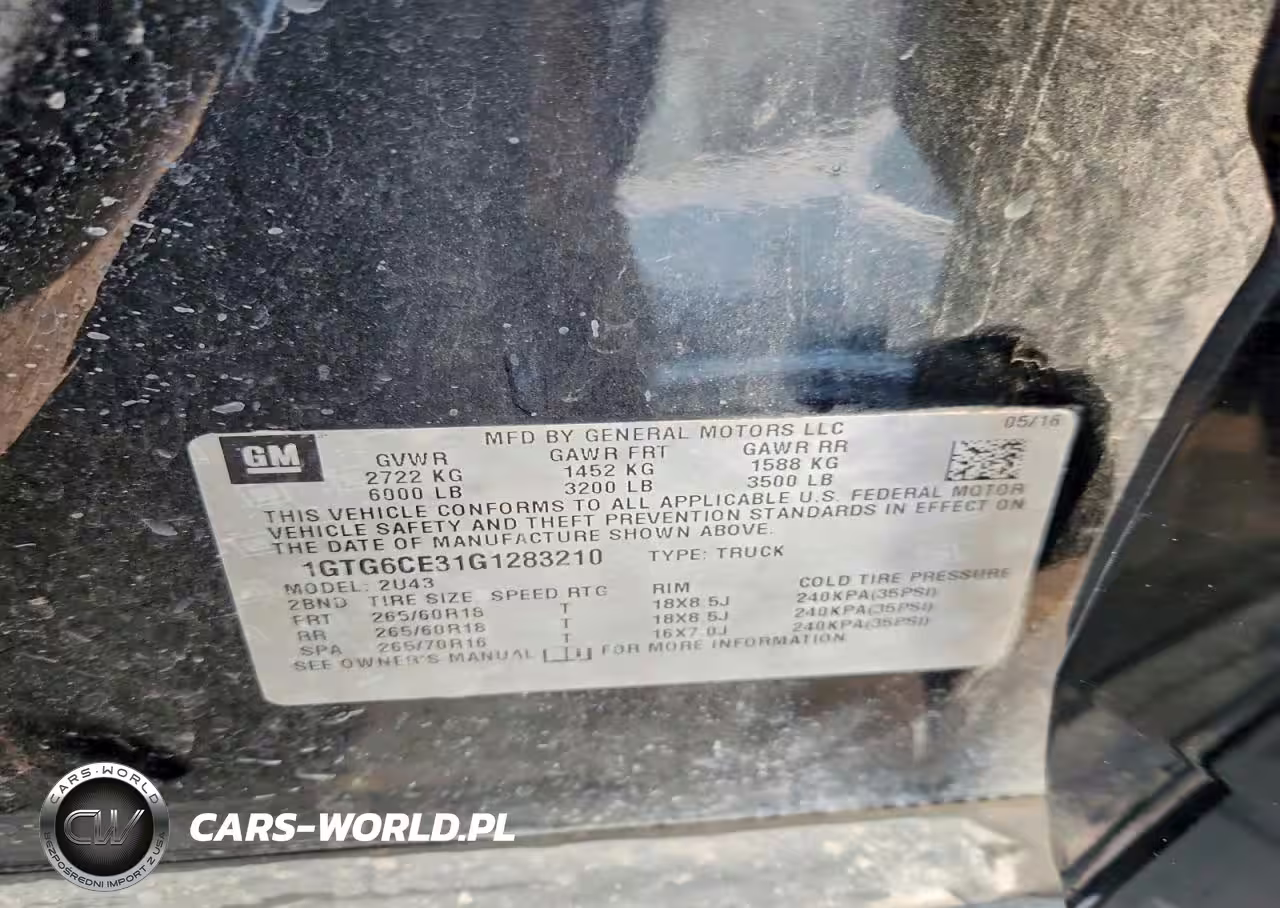 GM
MFD BY GENERAL MOTORS LLC
05/16
GVWR GAWR FRT GAWR RR
2722 KG 1452 KG 1588 KG
6000 LB 3200 LB 3500 LB
THIS VEHICLE CONFORMS TO ALL APPLICABLE U.S. FEDERAL MOTOR
VEHICLE SAFETY AND THEFT PREVENTION STANDARDS IN EFFECT ON
THE DATE OF MANUFACTURE SHOWN ABOVE.
1GTG6CE31G1283210 TYPE: TRUCK
MODEL: 2U43
2BND TIRE SIZE SPEED RTG RIM COLD TIRE PRESSURE
FRT 265/60R18 T 18X8.5J 240KPA(35PSI)
RR 265/60R18 T 18X8.5J 240KPA(35PSI)
SPA 265/70R16 T 16X7.0J 240KPA(35PSI)
SEE OWNER'S MANUAL FOR MORE INFORMATION
CARS-WORLD
CW
BEZPOŚREDNI IMPORT Z USA
CARS-WORLD.PL